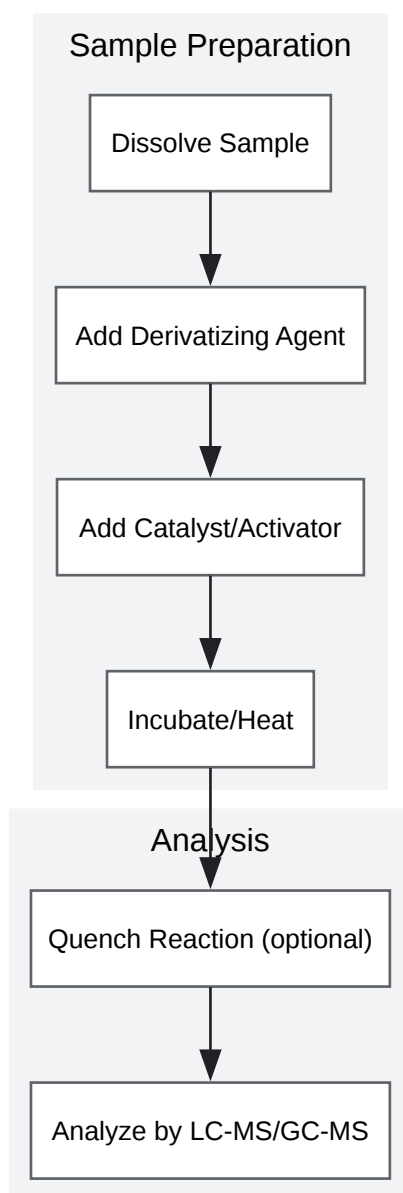 Sample Preparation
Dissolve Sample
Add Derivatizing Agent
Add Catalyst/Activator
Incubate/Heat
Analysis
Quench Reaction (optional)
Analyze by LC-MS/GC-MS